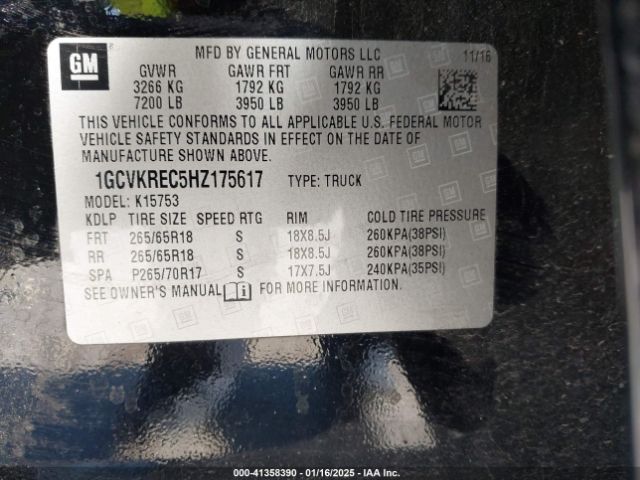 GM
MFD BY GENERAL MOTORS LLC 11/16
GVWR GAWR FRT GAWR RR
3266 KG 1792 KG 1792 KG
7200 LB 3950 LB 3950 LB
THIS VEHICLE CONFORMS TO ALL APPLICABLE U.S. FEDERAL MOTOR
VEHICLE SAFETY STANDARDS IN EFFECT ON THE DATE OF
MANUFACTURE SHOWN ABOVE.
1GCVKREC5HZ175617 TYPE: TRUCK
MODEL: K15753
KDLP TIRE SIZE SPEED RTG RIM COLD TIRE PRESSURE
FRT 265/65R18 S 18X8.5J 260KPA(38PSI)
RR 265/65R18 S 18X8.5J 260KPA(38PSI)
SPA P265/70R17 S 17X7.5J 240KPA(35PSI)
SEE OWNER'S MANUAL i FOR MORE INFORMATION.
000-41358390 - 01/16/2025 - IAA Inc.